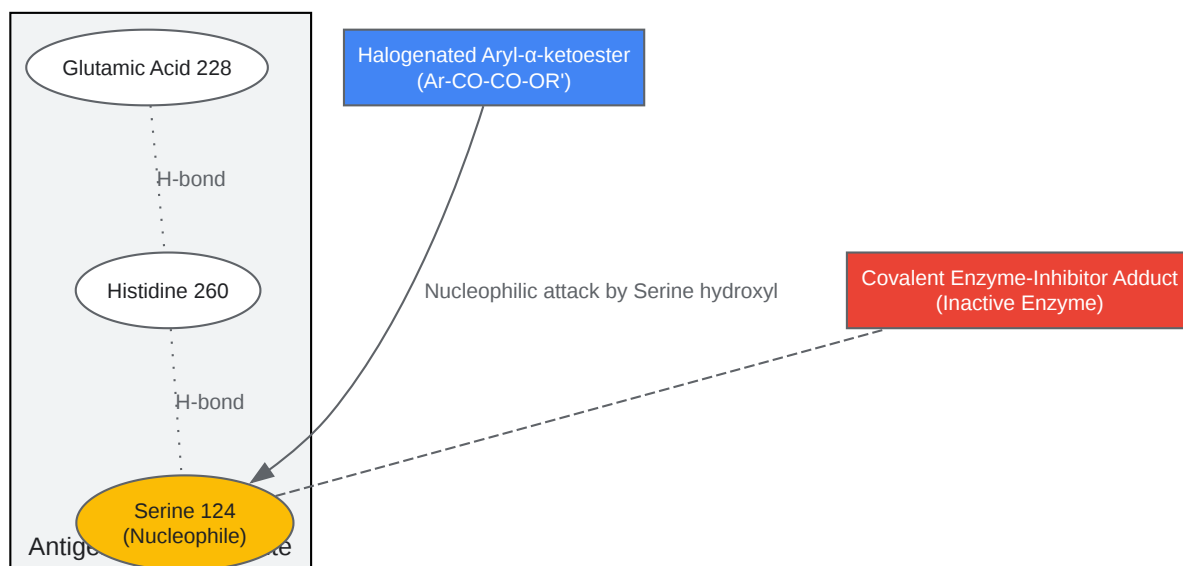 Glutamic Acid 228
Halogenated Aryl-α-ketoester
(Ar-CO-CO-OR')
H-bond
Histidine 260
Nucleophilic attack by Serine hydroxyl
Covalent Enzyme-Inhibitor Adduct
(Inactive Enzyme)
H-bond
Serine 124
(Nucleophile)